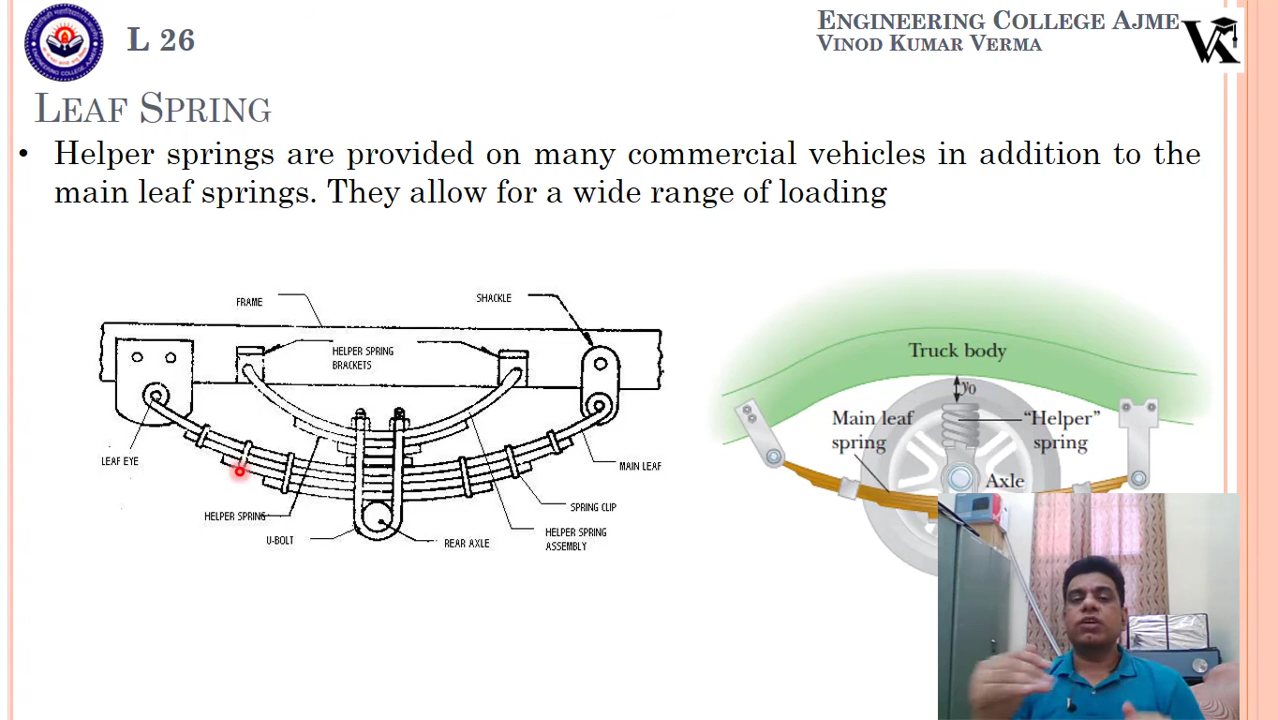 L 26
ENGINEERING COLLEGE AJME
VINOD KUMAR VERMA
LEAF SPRING
• Helper springs are provided on many commercial vehicles in addition to the
main leaf springs. They allow for a wide range of loading
FRAME
SHACKLE
HELPER SPRING
BRACKETS
LEAF EYE
MAIN LEAF
HELPER SPRING
SPRING CLIP
U-BOLT
REAR AXLE
HELPER SPRING
ASSEMBLY
Truck body
y0
Main leaf
spring
“Helper”
spring
Axle